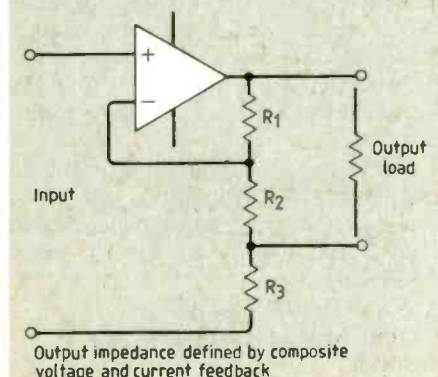 +
−
R1
Output
load
Input
R2
R3
Output impedance defined by composite
voltage and current feedback